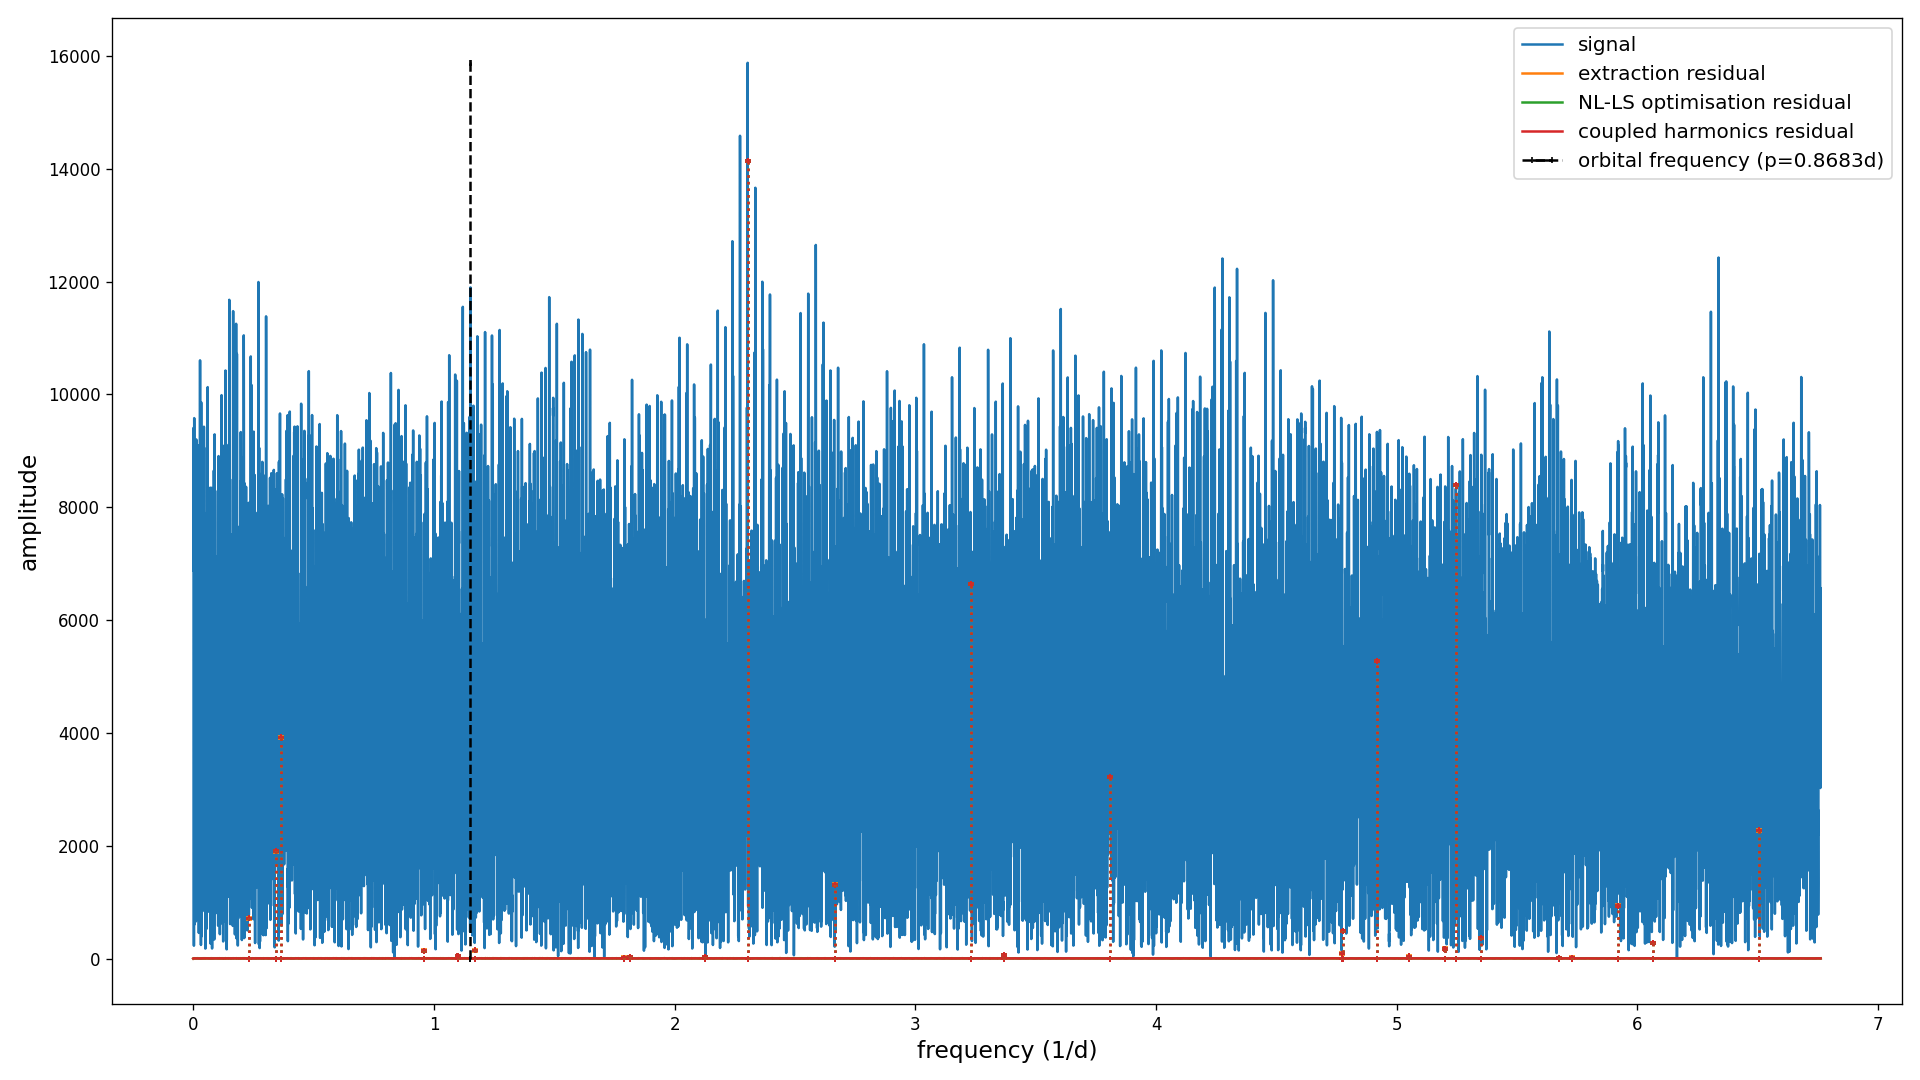 16000
14000
12000
10000
8000
6000
4000
2000
0
amplitude
0 1 2 3 4 5 6 7
frequency (1/d)
signal
extraction residual
NL-LS optimisation residual
coupled harmonics residual
orbital frequency (p=0.8683d)